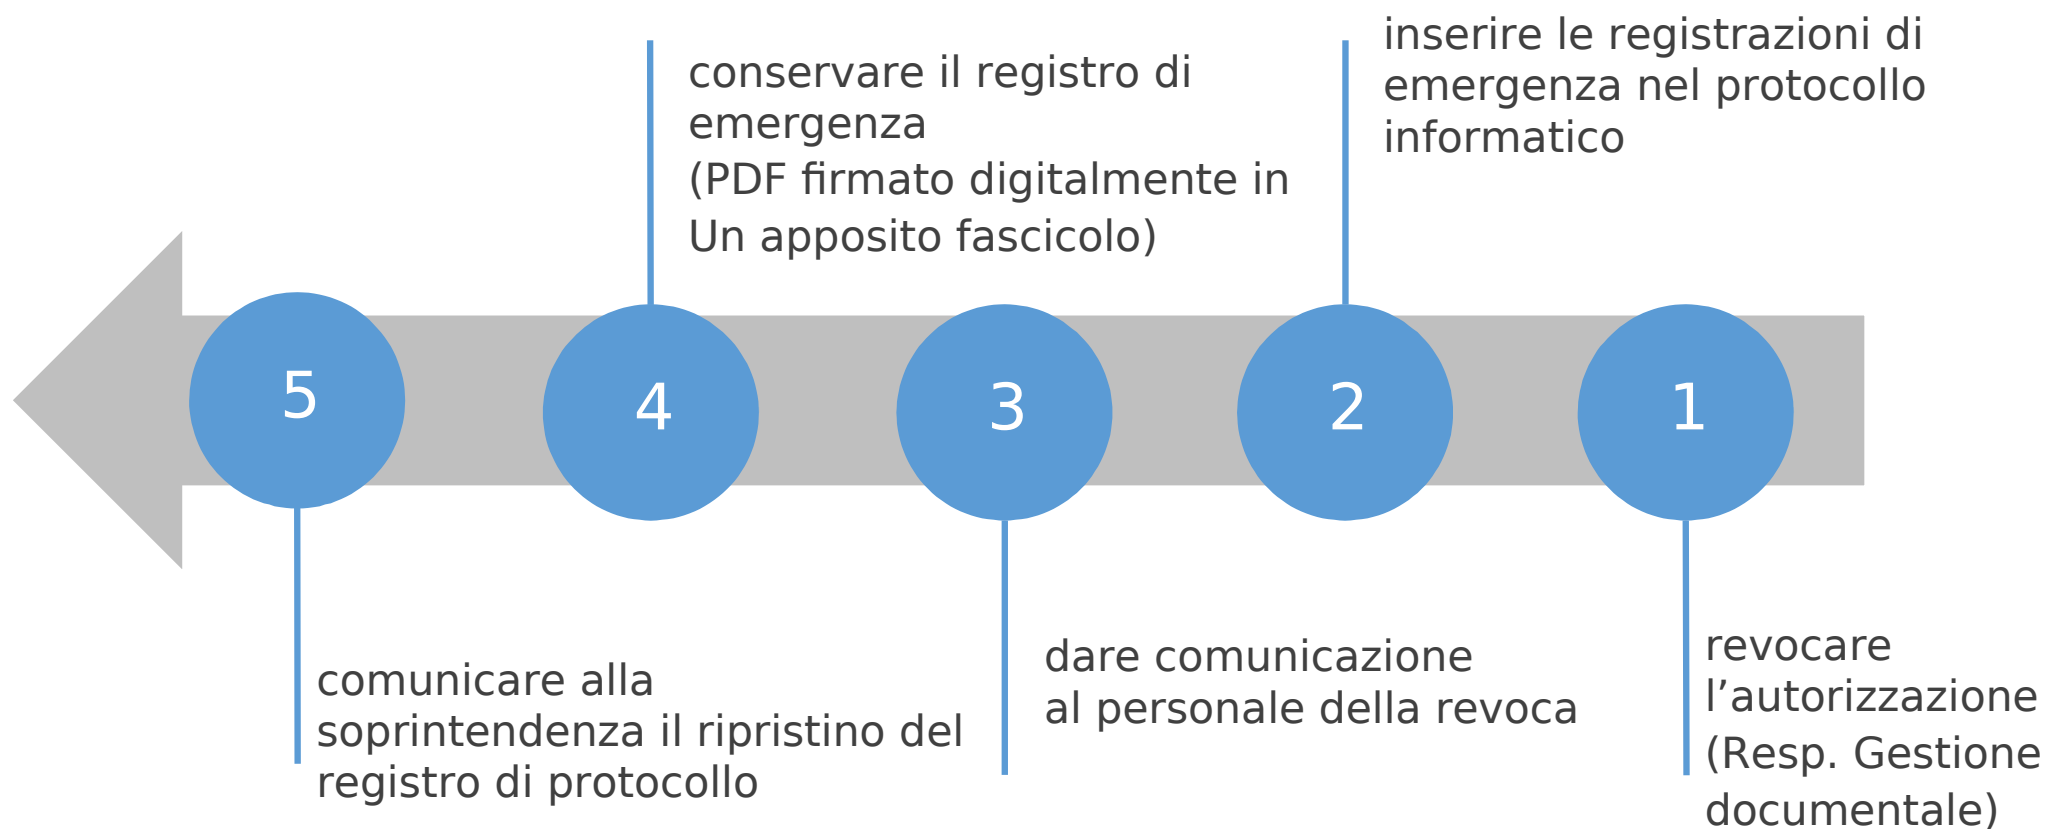 inserire le registrazioni di
emergenza nel protocollo
informatico
conservare il registro di
emergenza
(PDF firmato digitalmente in
Un apposito fascicolo)
5
4
3
2
1
comunicare alla
soprintendenza il ripristino del
registro di protocollo
dare comunicazione
al personale della revoca
revocare
l’autorizzazione
(Resp. Gestione
documentale)